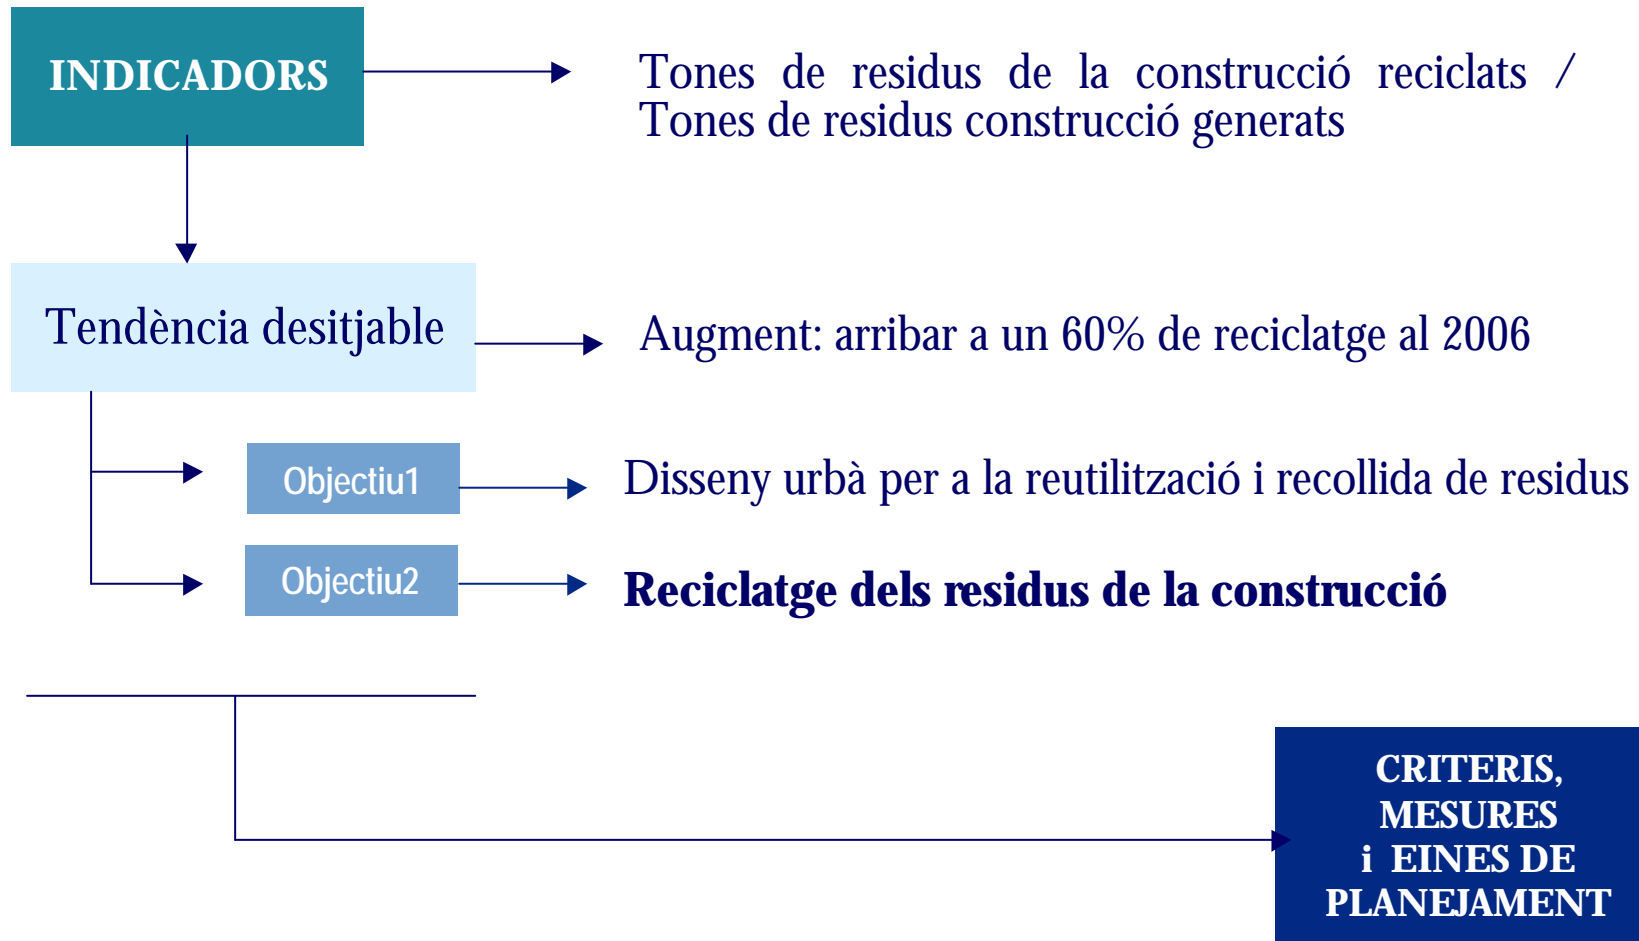 INDICADORS
Tones de residus de la construcció reciclats /
Tones de residus construcció generats
Tendència desitjable
Augment: arribar a un 60% de reciclatge al 2006
Objectiu1
Disseny urbà per a la reutilització i recollida de residus
Objectiu2
Reciclatge dels residus de la construcció
CRITERIS,
MESURES
i EINES DE
PLANEJAMENT